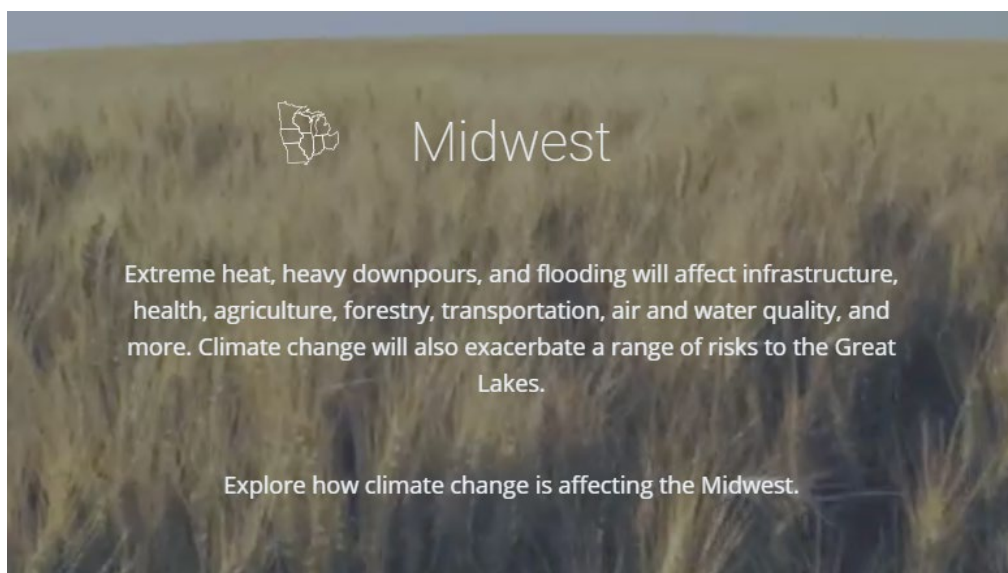 Midwest
Extreme heat, heavy downpours, and flooding will affect infrastructure,
health, agriculture, forestry, transportation, air and water quality, and
more. Climate change will also exacerbate a range of risks to the Great
Lakes.
Explore how climate change is affecting the Midwest.